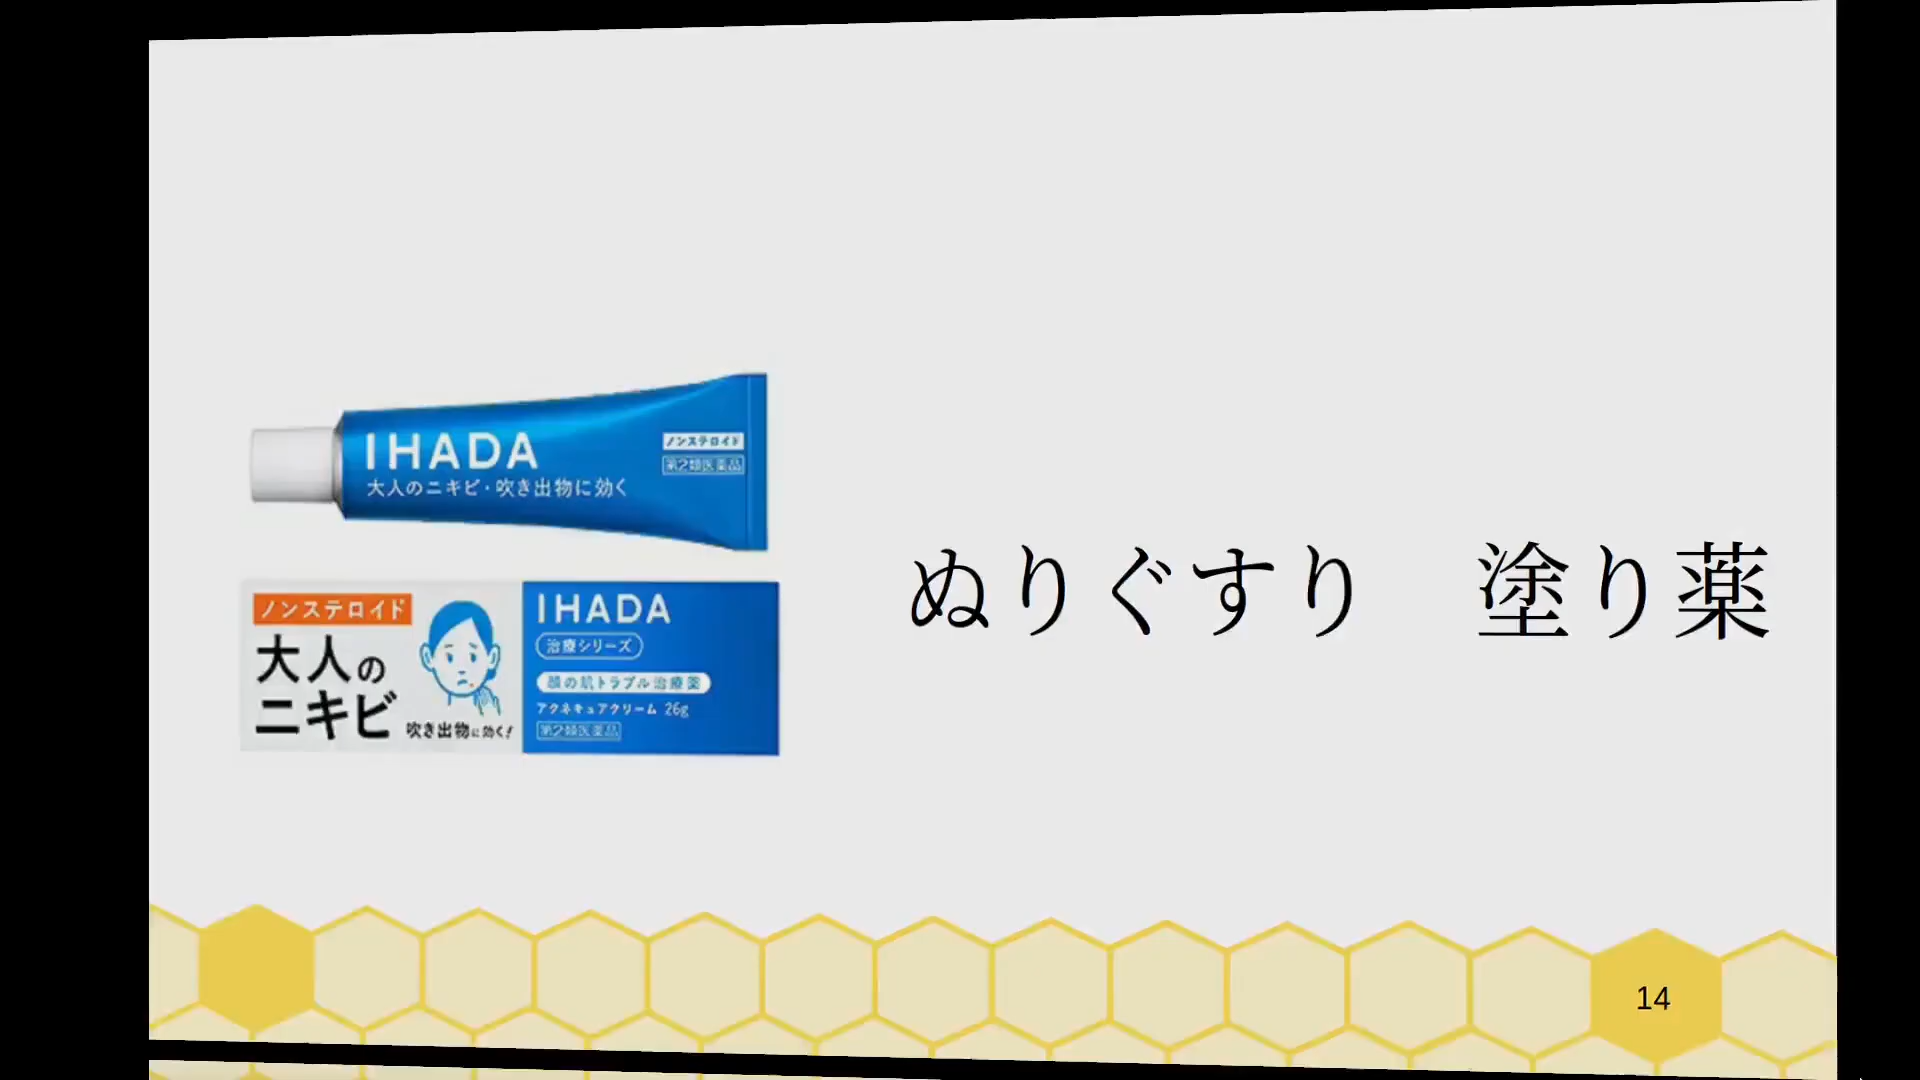 IHADA
大人のニキビ・吹き出物に効く
ノンステロイド
第2類医薬品
ノンステロイド
大人の
ニキビ
吹き出物に効く!
IHADA
治療シリーズ
顔の肌トラブル治療薬
アクネキュアクリーム 26g
第2類医薬品
ぬりぐすり 塗り薬
14